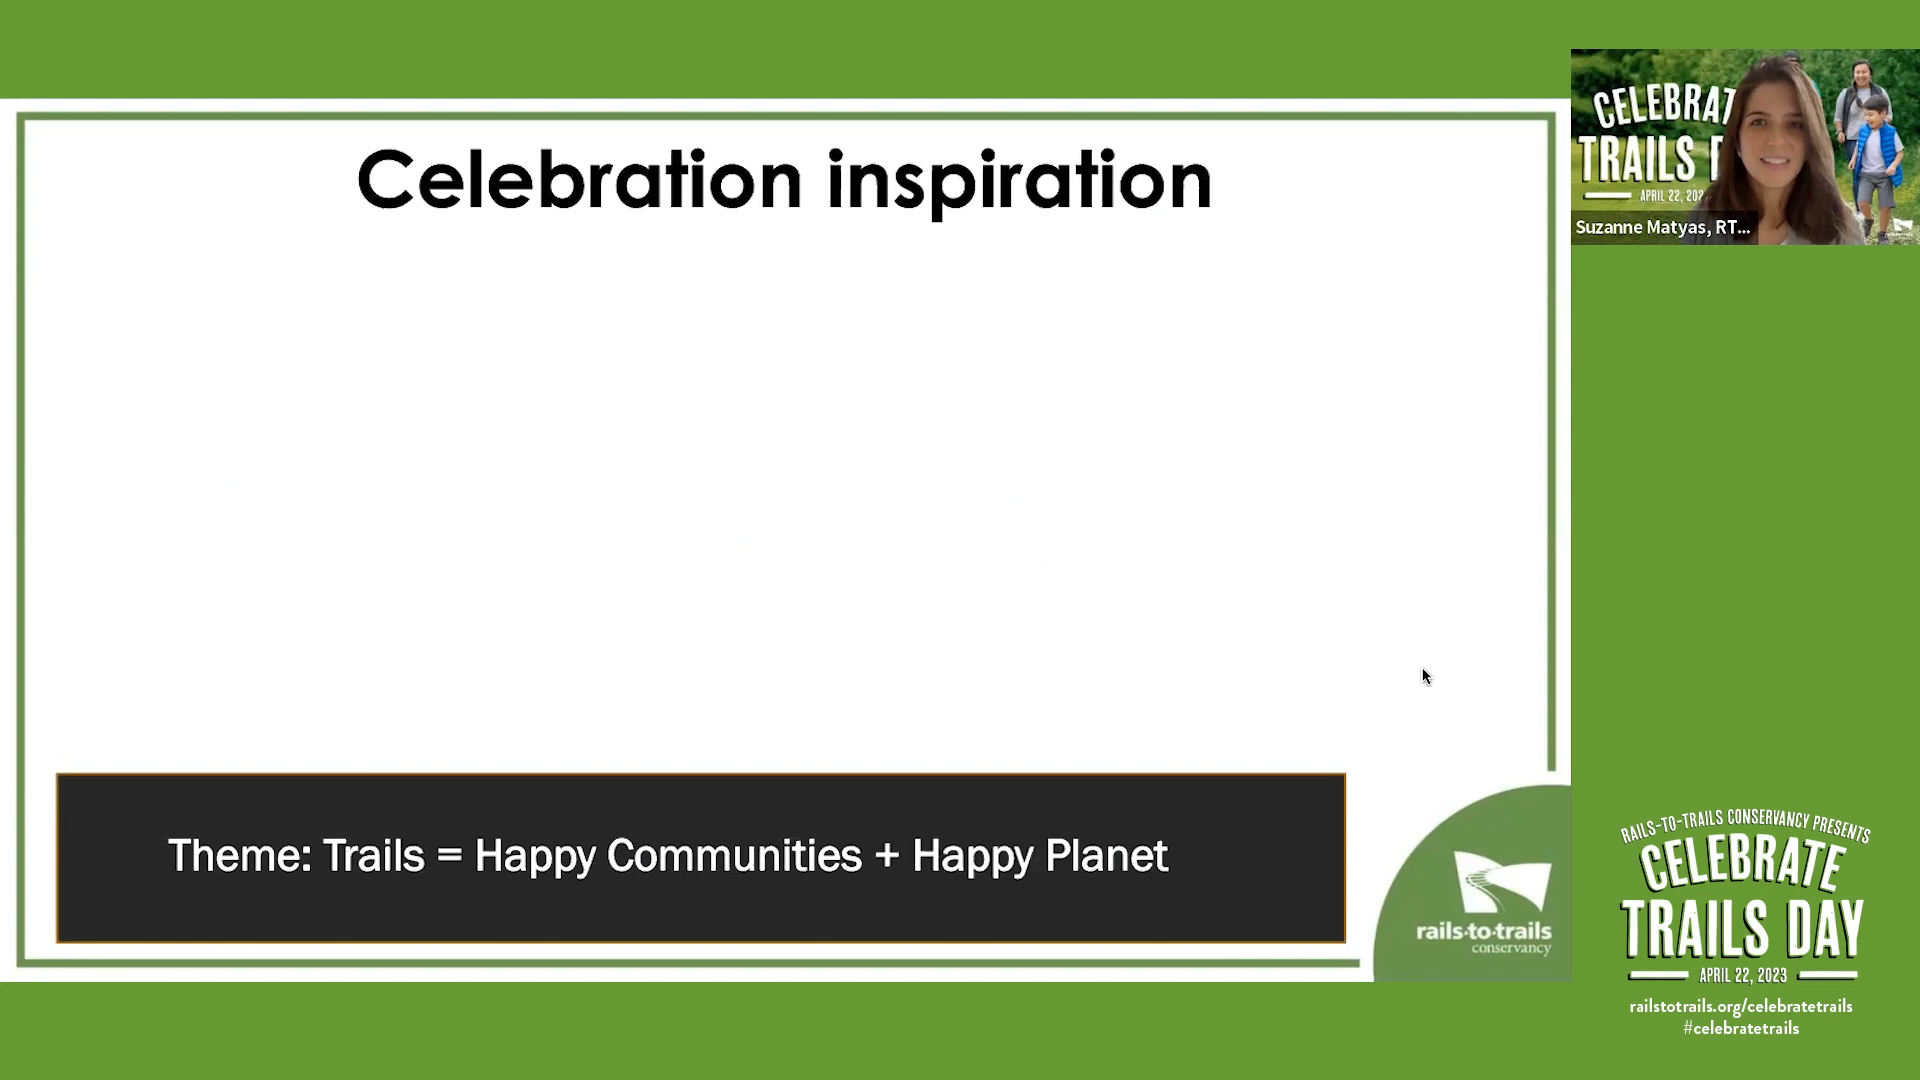 Celebration inspiration
Theme: Trails = Happy Communities + Happy Planet
rails-to-trails
conservancy
CELEBRAT
TRAILS D
APRIL 22, 202
Suzanne Matyas, RT...
RAILS-TO-TRAILS CONSERVANCY PRESENTS
CELEBRATE
TRAILS DAY
APRIL 22, 2023
railstotrails.org/celebratetrails
#celebratetrails